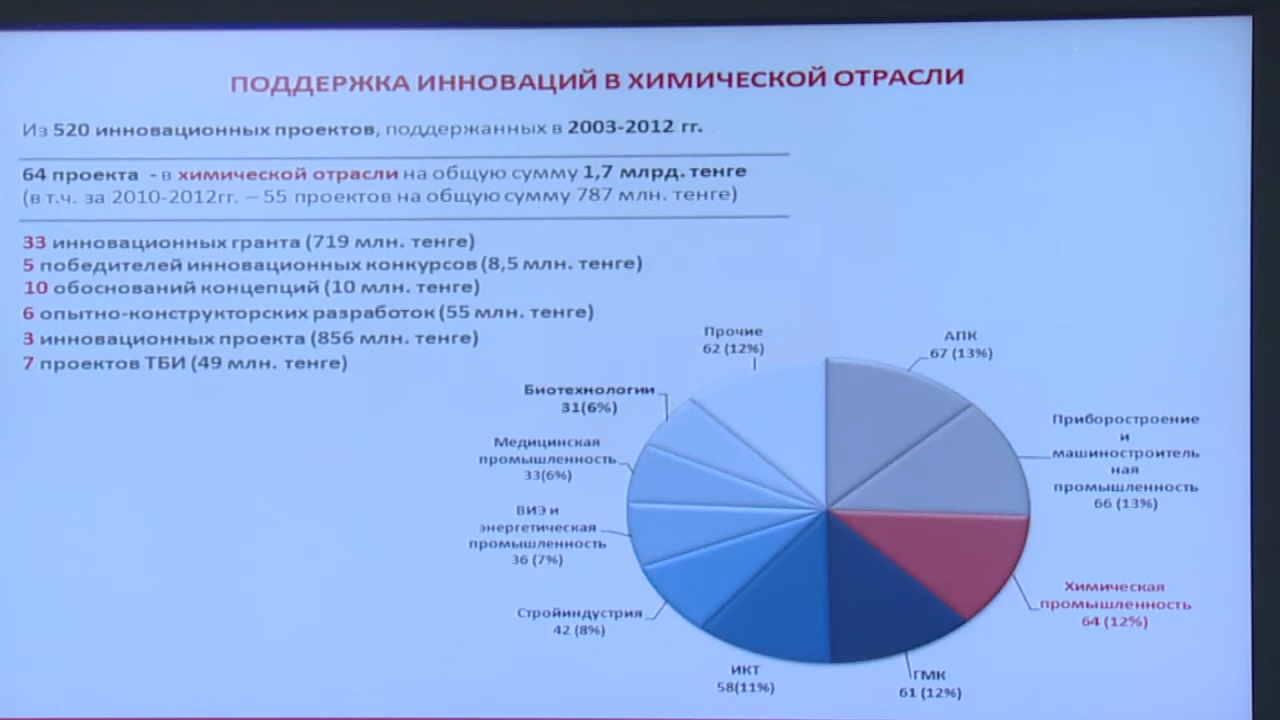 ПОДДЕРЖКА ИННОВАЦИЙ В ХИМИЧЕСКОЙ ОТРАСЛИ
Из 520 инновационных проектов, поддержанных в 2003-2012 гг.
64 проекта - в химической отрасли на общую сумму 1,7 млрд. тенге
(в т.ч. за 2010-2012гг. – 55 проектов на общую сумму 787 млн. тенге)
33 инновационных гранта (719 млн. тенге)
5 победителей инновационных конкурсов (8,5 млн. тенге)
10 обоснований концепций (10 млн. тенге)
6 опытно-конструкторских разработок (55 млн. тенге)
3 инновационных проекта (856 млн. тенге)
7 проектов ТБИ (49 млн. тенге)
Прочие
62 (12%)
АПК
67 (13%)
Биотехнологии
31(6%)
Приборостроение
и
машиностроитель
ная
промышленность
66 (13%)
Медицинская
промышленность
33(6%)
ВИЭ и
энергетическая
промышленность
36 (7%)
Химическая
промышленность
64 (12%)
Стройиндустрия
42 (8%)
ИКТ
58(11%)
ГМК
61 (12%)